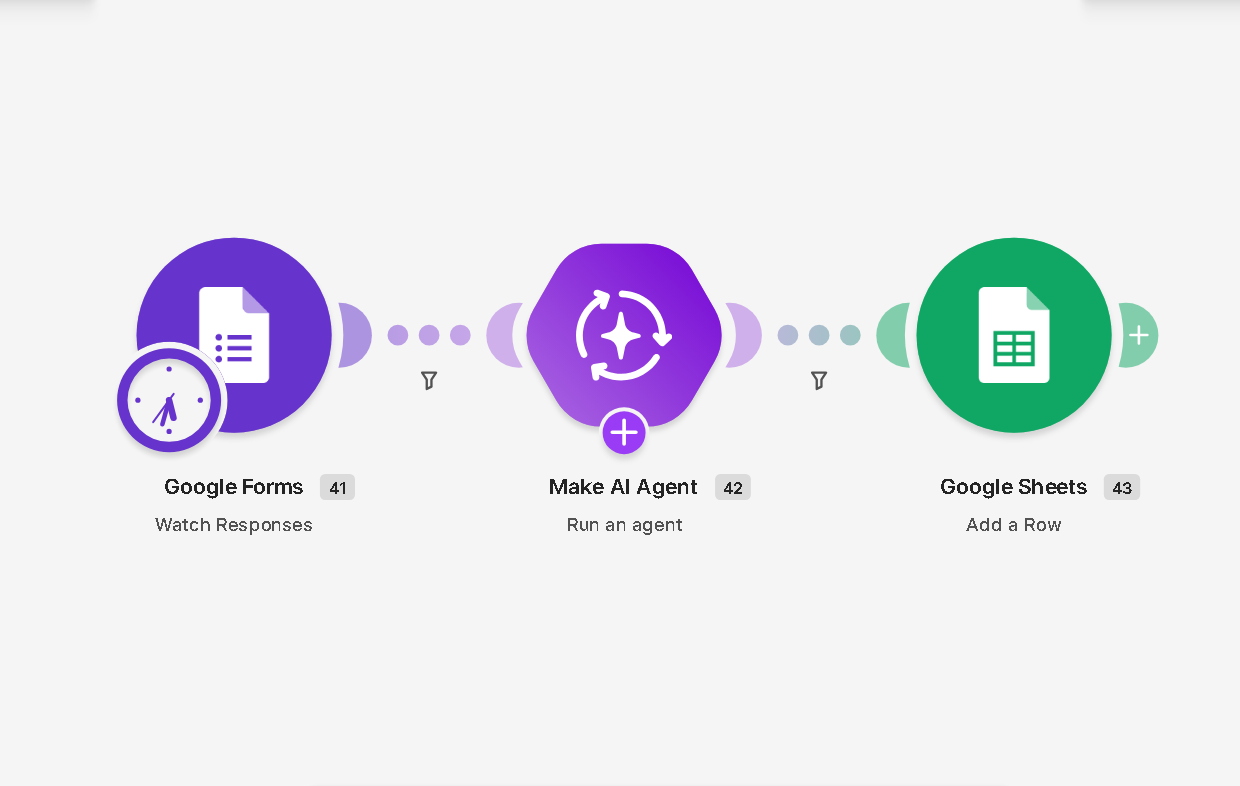 Google Forms 41
Watch Responses
Make AI Agent 42
Run an agent
Google Sheets 43
Add a Row